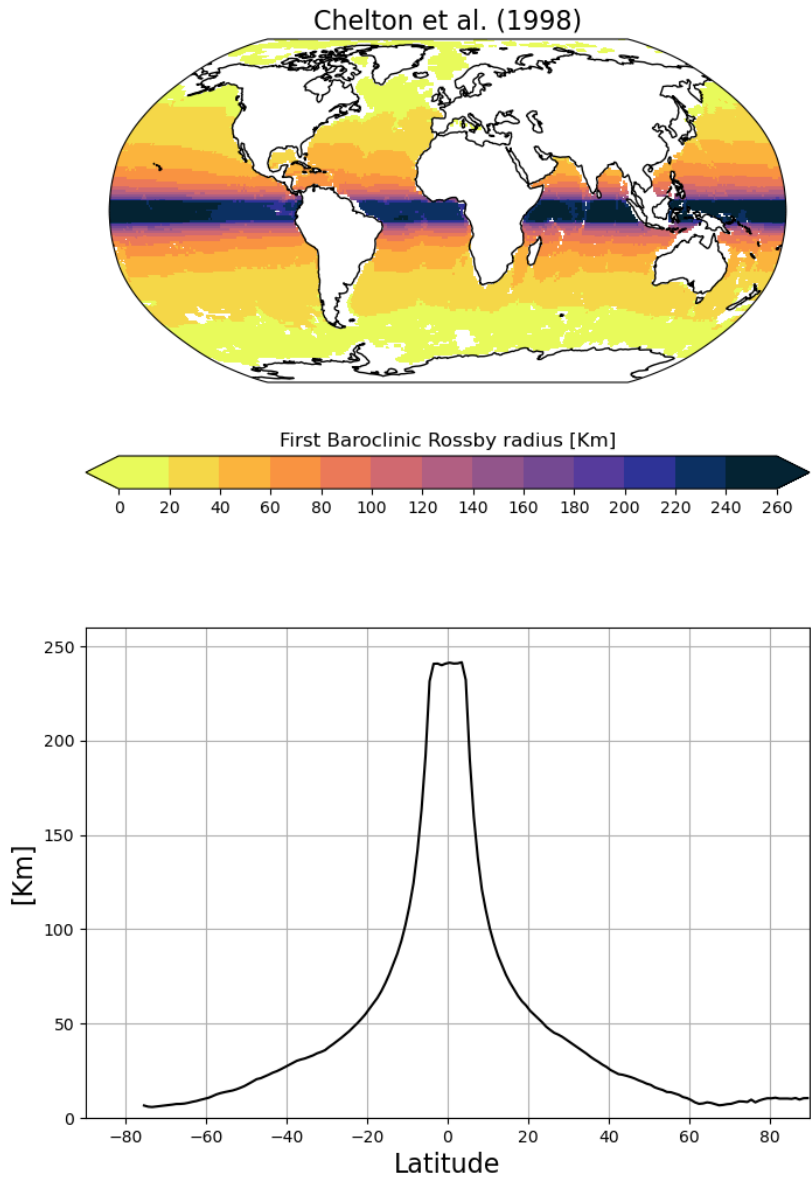 Chelton et al. (1998)
First Baroclinic Rossby radius [Km]
0 20 40 60 80 100 120 140 160 180 200 220 240 260
250
200
150
100
50
0
[Km]
−80 −60 −40 −20 0 20 40 60 80
Latitude